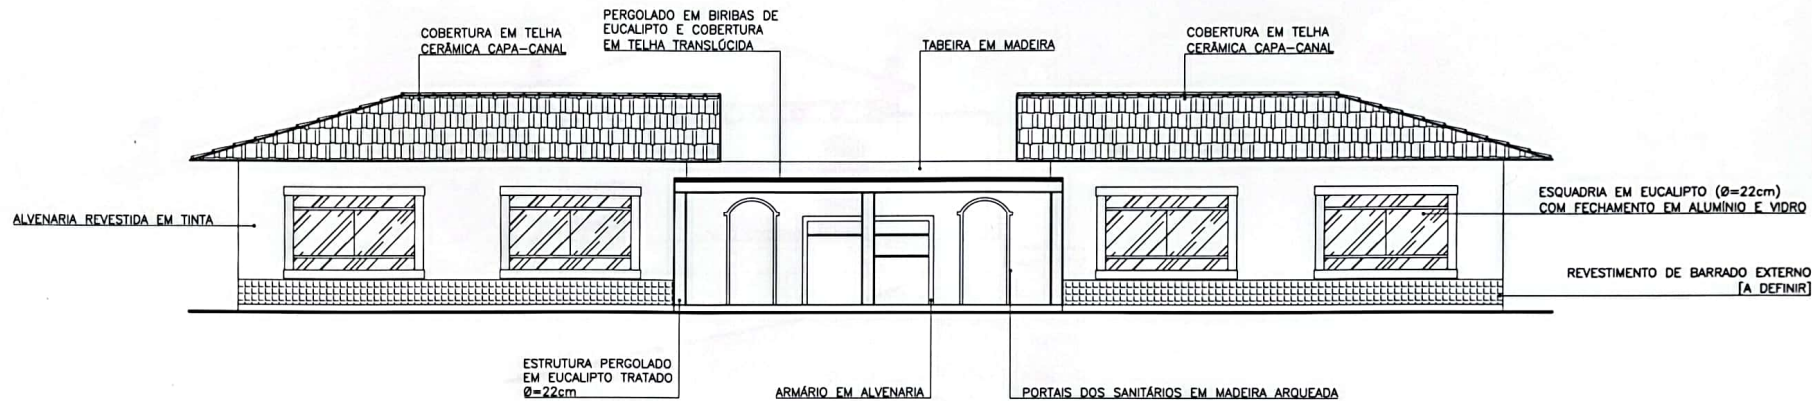 COBERTURA EM TELHA
CERÂMICA CAPA-CANAL
PERGOLADO EM BIRIBAS DE
EUCALIPTO E COBERTURA
EM TELHA TRANSLÚCIDA
TABEIRA EM MADEIRA
COBERTURA EM TELHA
CERÂMICA CAPA-CANAL
ALVENARIA REVESTIDA EM TINTA
ESQUADRIA EM EUCALIPTO (Ø=22cm)
COM FECHAMENTO EM ALUMÍNIO E VIDRO
REVESTIMENTO DE BARRADO EXTERNO
[A DEFINIR]
ESTRUTURA PERGOLADO
EM EUCALIPTO TRATADO
Ø=22cm
ARMÁRIO EM ALVENARIA
PORTAIS DOS SANITÁRIOS EM MADEIRA ARQUEADA